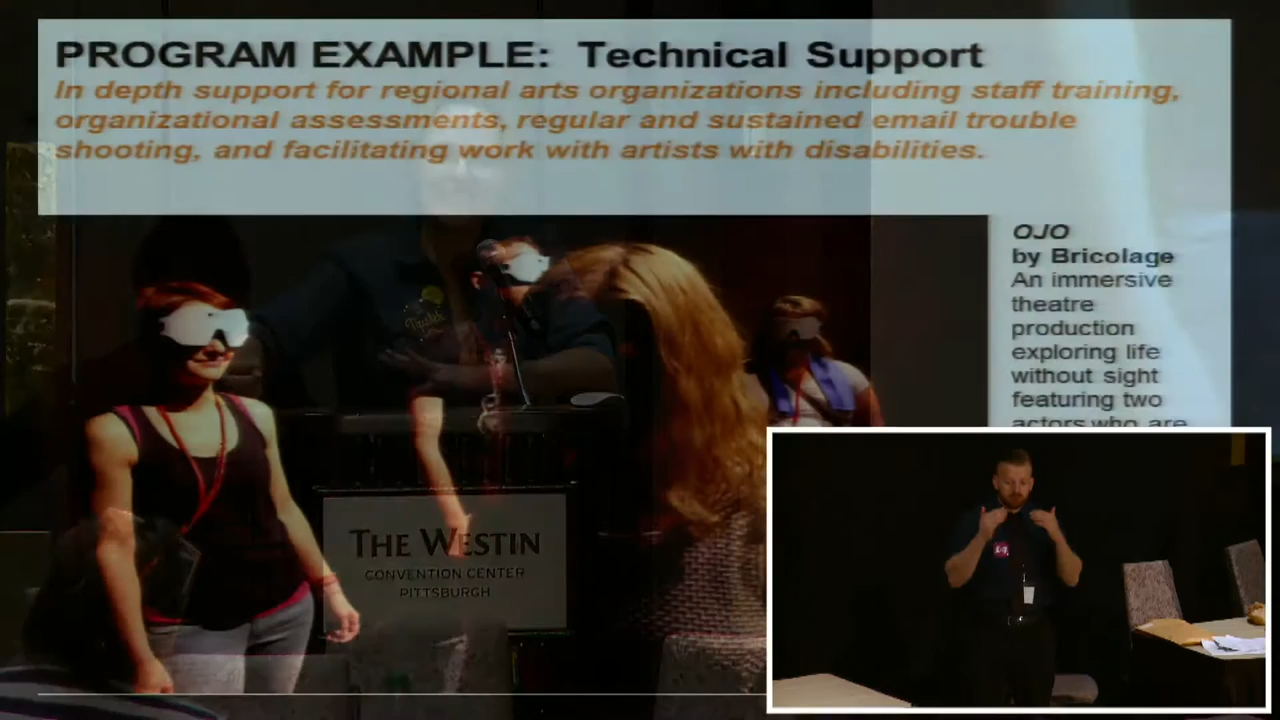 PROGRAM EXAMPLE: Technical Support
In depth support for regional arts organizations including staff training,
organizational assessments, regular and sustained email trouble
shooting, and facilitating work with artists with disabilities.
OJO
by Bricolage
An immersive
theatre
production
exploring life
without sight
featuring two
actors who are
THE WESTIN
CONVENTION CENTER
PITTSBURGH